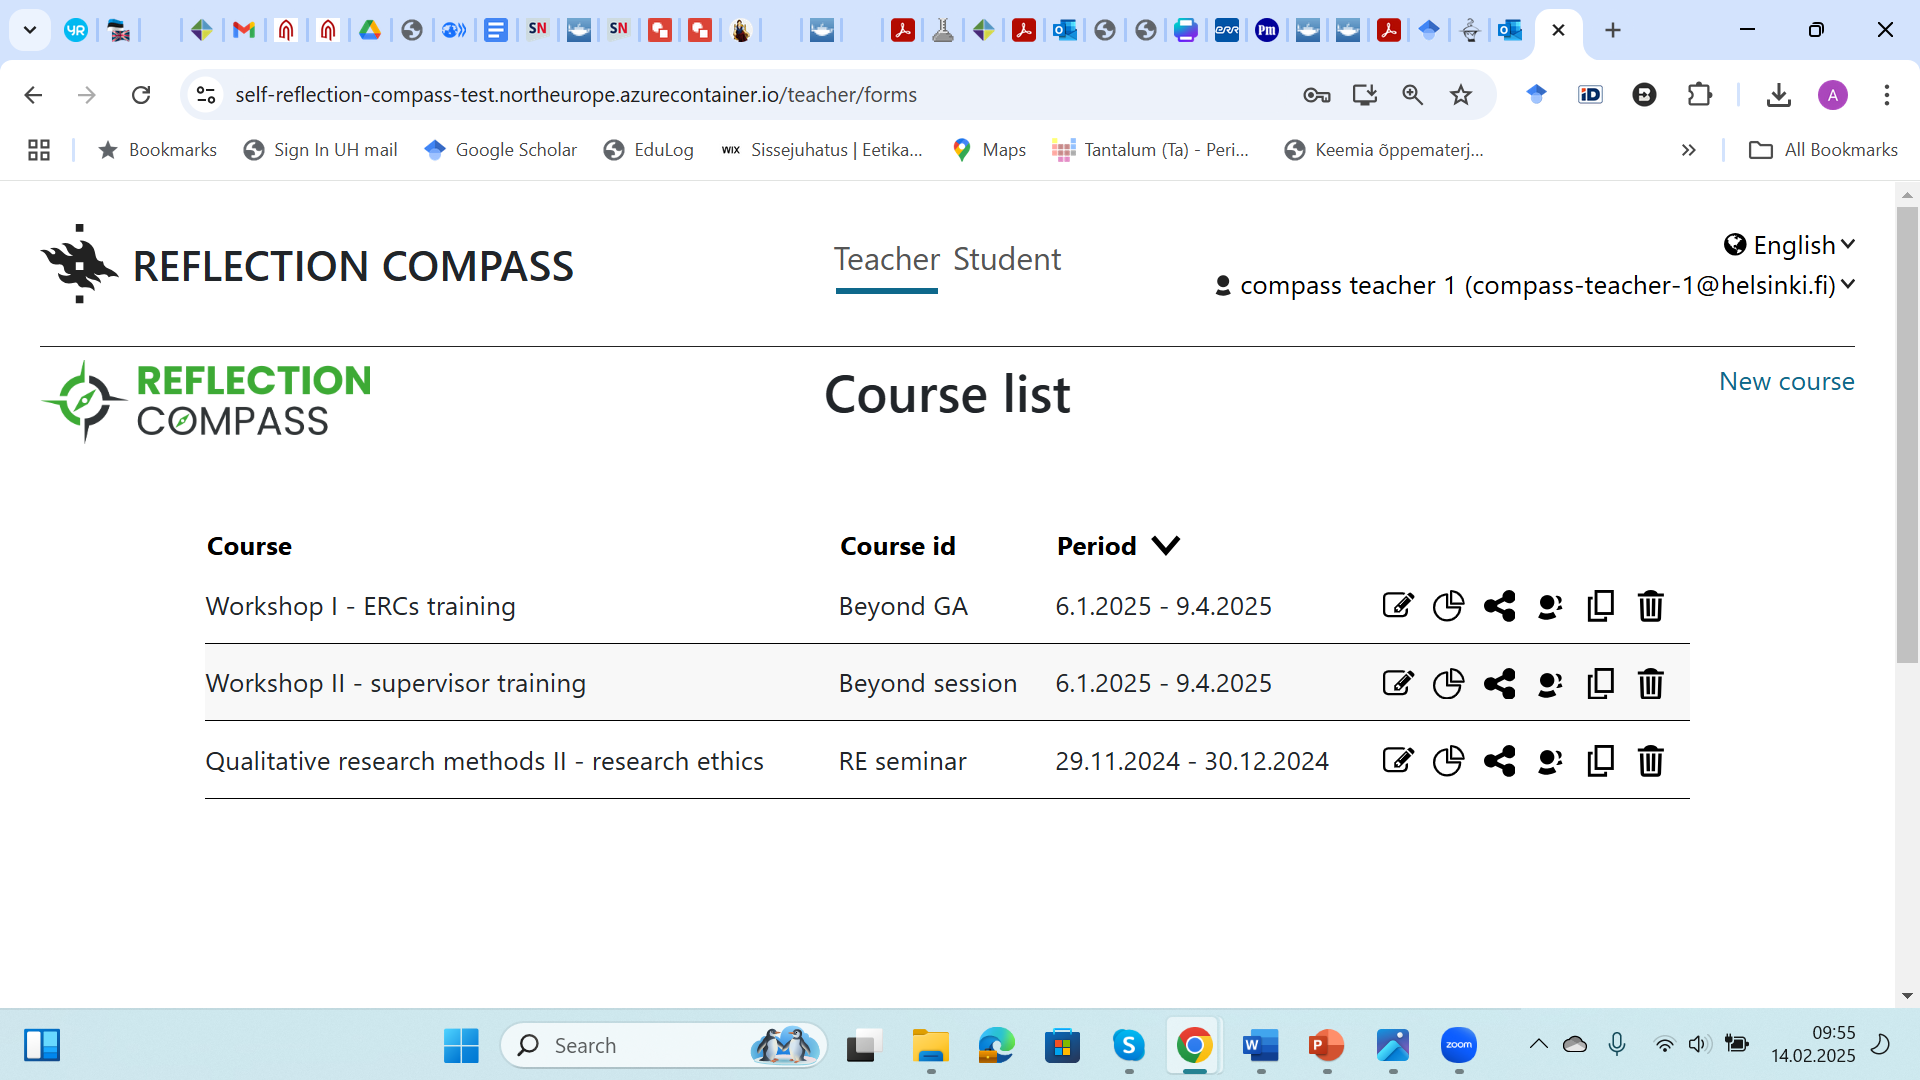 self-reflection-compass-test.northeurope.azurecontainer.io/teacher/forms
A
Bookmarks Sign In UH mail Google Scholar EduLog WIX Sissejuhatus | Eetika... Maps Tantalum (Ta) - Peri... Keemia õppematerj... » All Bookmarks
REFLECTION COMPASS
Teacher Student
English
compass teacher 1 (compass-teacher-1@helsinki.fi)
REFLECTION
COMPASS
Course list
New course
Course Course id Period
Workshop I - ERCs training Beyond GA 6.1.2025 - 9.4.2025
Workshop II - supervisor training Beyond session 6.1.2025 - 9.4.2025
Qualitative research methods II - research ethics RE seminar 29.11.2024 - 30.12.2024
Search
zoom
09:55
14.02.2025